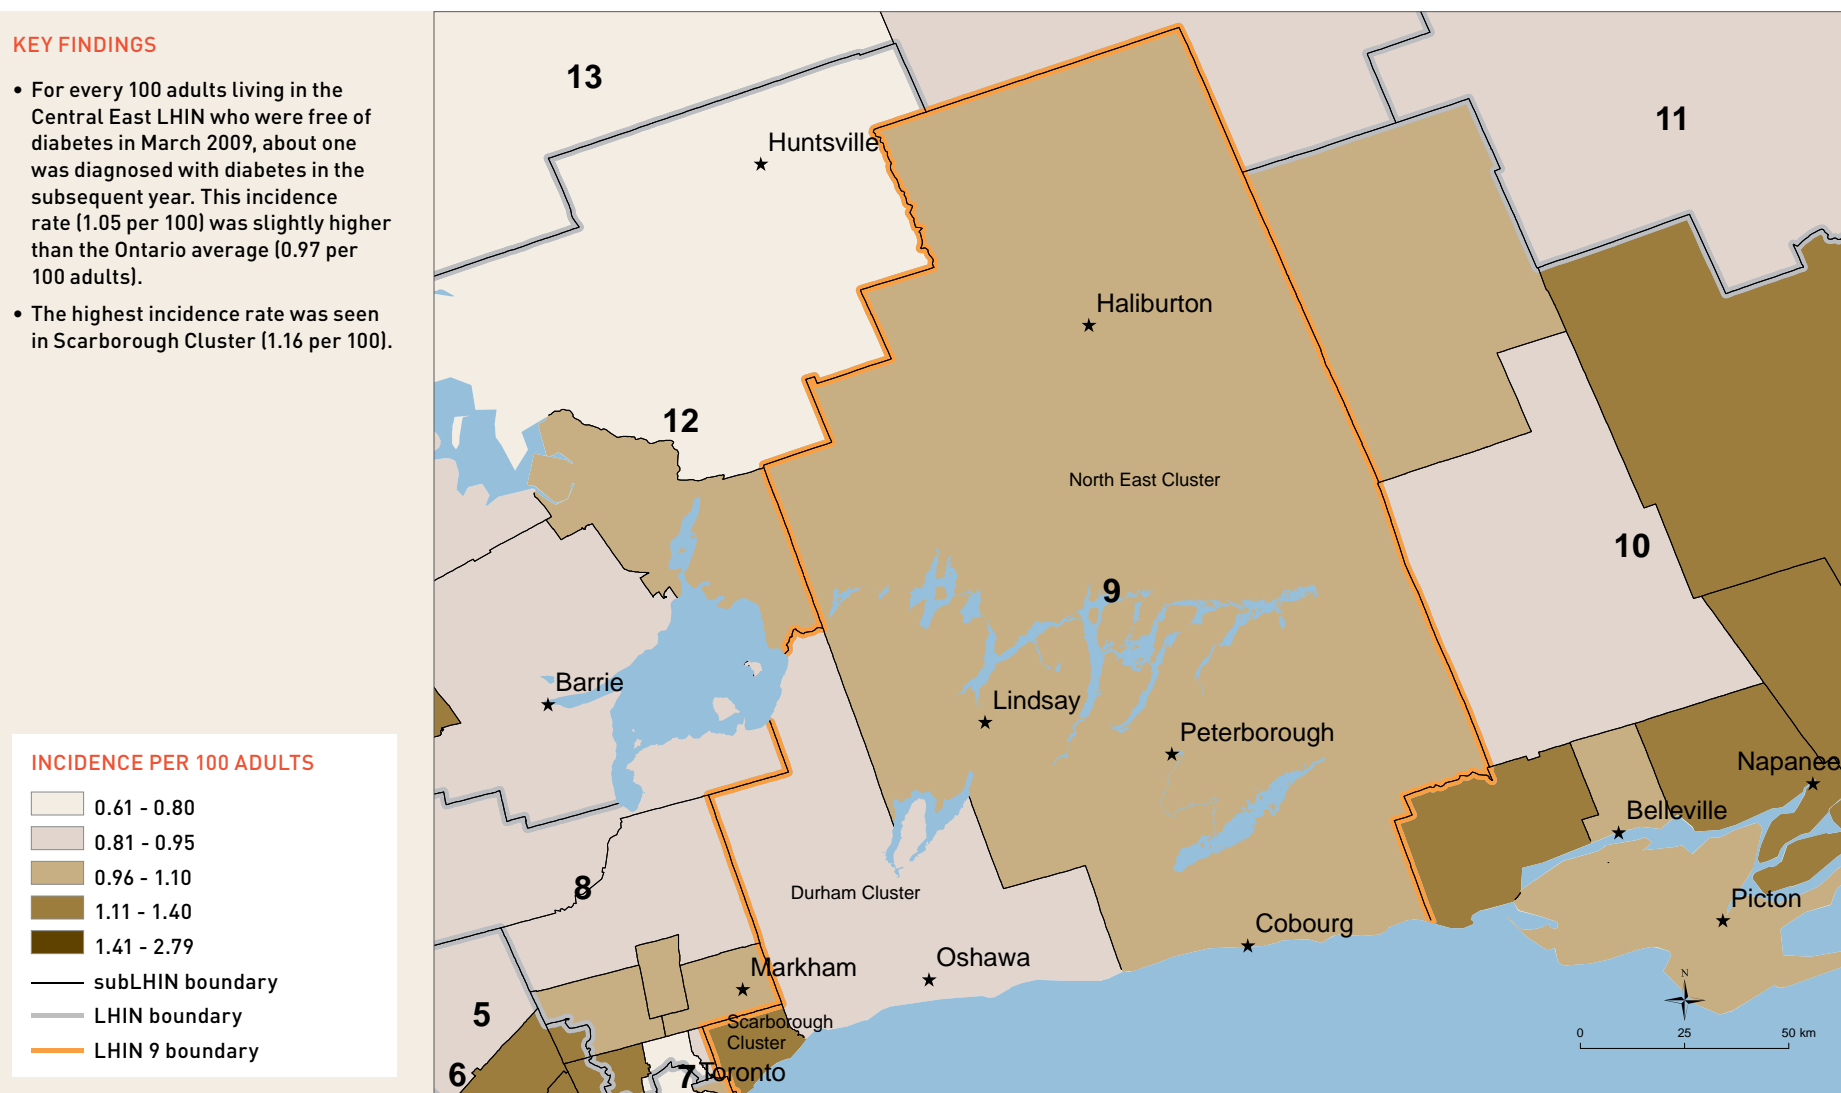 KEY FINDINGS
• For every 100 adults living in the
Central East LHIN who were free of
diabetes in March 2009, about one
was diagnosed with diabetes in the
subsequent year. This incidence
rate (1.05 per 100) was slightly higher
than the Ontario average (0.97 per
100 adults).
• The highest incidence rate was seen
in Scarborough Cluster (1.16 per 100).
INCIDENCE PER 100 ADULTS
0.61 - 0.80
0.81 - 0.95
0.96 - 1.10
1.11 - 1.40
1.41 - 2.79
subLHIN boundary
LHIN boundary
LHIN 9 boundary
13
11
Huntsville
Haliburton
12
North East Cluster
10
9
Barrie
Lindsay
Peterborough
Napanee
Belleville
8
Durham Cluster
Picton
Cobourg
Oshawa
Markham
N
5
Scarborough
Cluster
0 25 50 km
6
7
Toronto